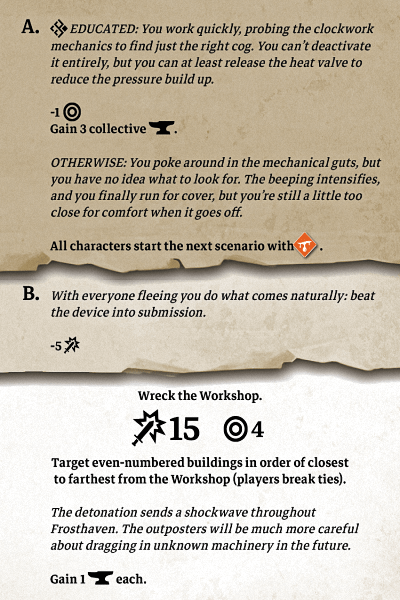 A. EDUCATED: You work quickly, probing the clockwork
mechanics to find just the right cog. You can't deactivate
it entirely, but you can at least release the heat valve to
reduce the pressure build up.
-1
Gain 3 collective .
OTHERWISE: You poke around in the mechanical guts, but
you have no idea what to look for. The beeping intensifies,
and you finally run for cover, but you're still a little too
close for comfort when it goes off.
All characters start the next scenario with .
B. With everyone fleeing you do what comes naturally: beat
the device into submission.
-5
Wreck the Workshop.
15 4
Target even-numbered buildings in order of closest
to farthest from the Workshop (players break ties).
The detonation sends a shockwave throughout
Frosthaven. The outposters will be much more careful
about dragging in unknown machinery in the future.
Gain 1 each.